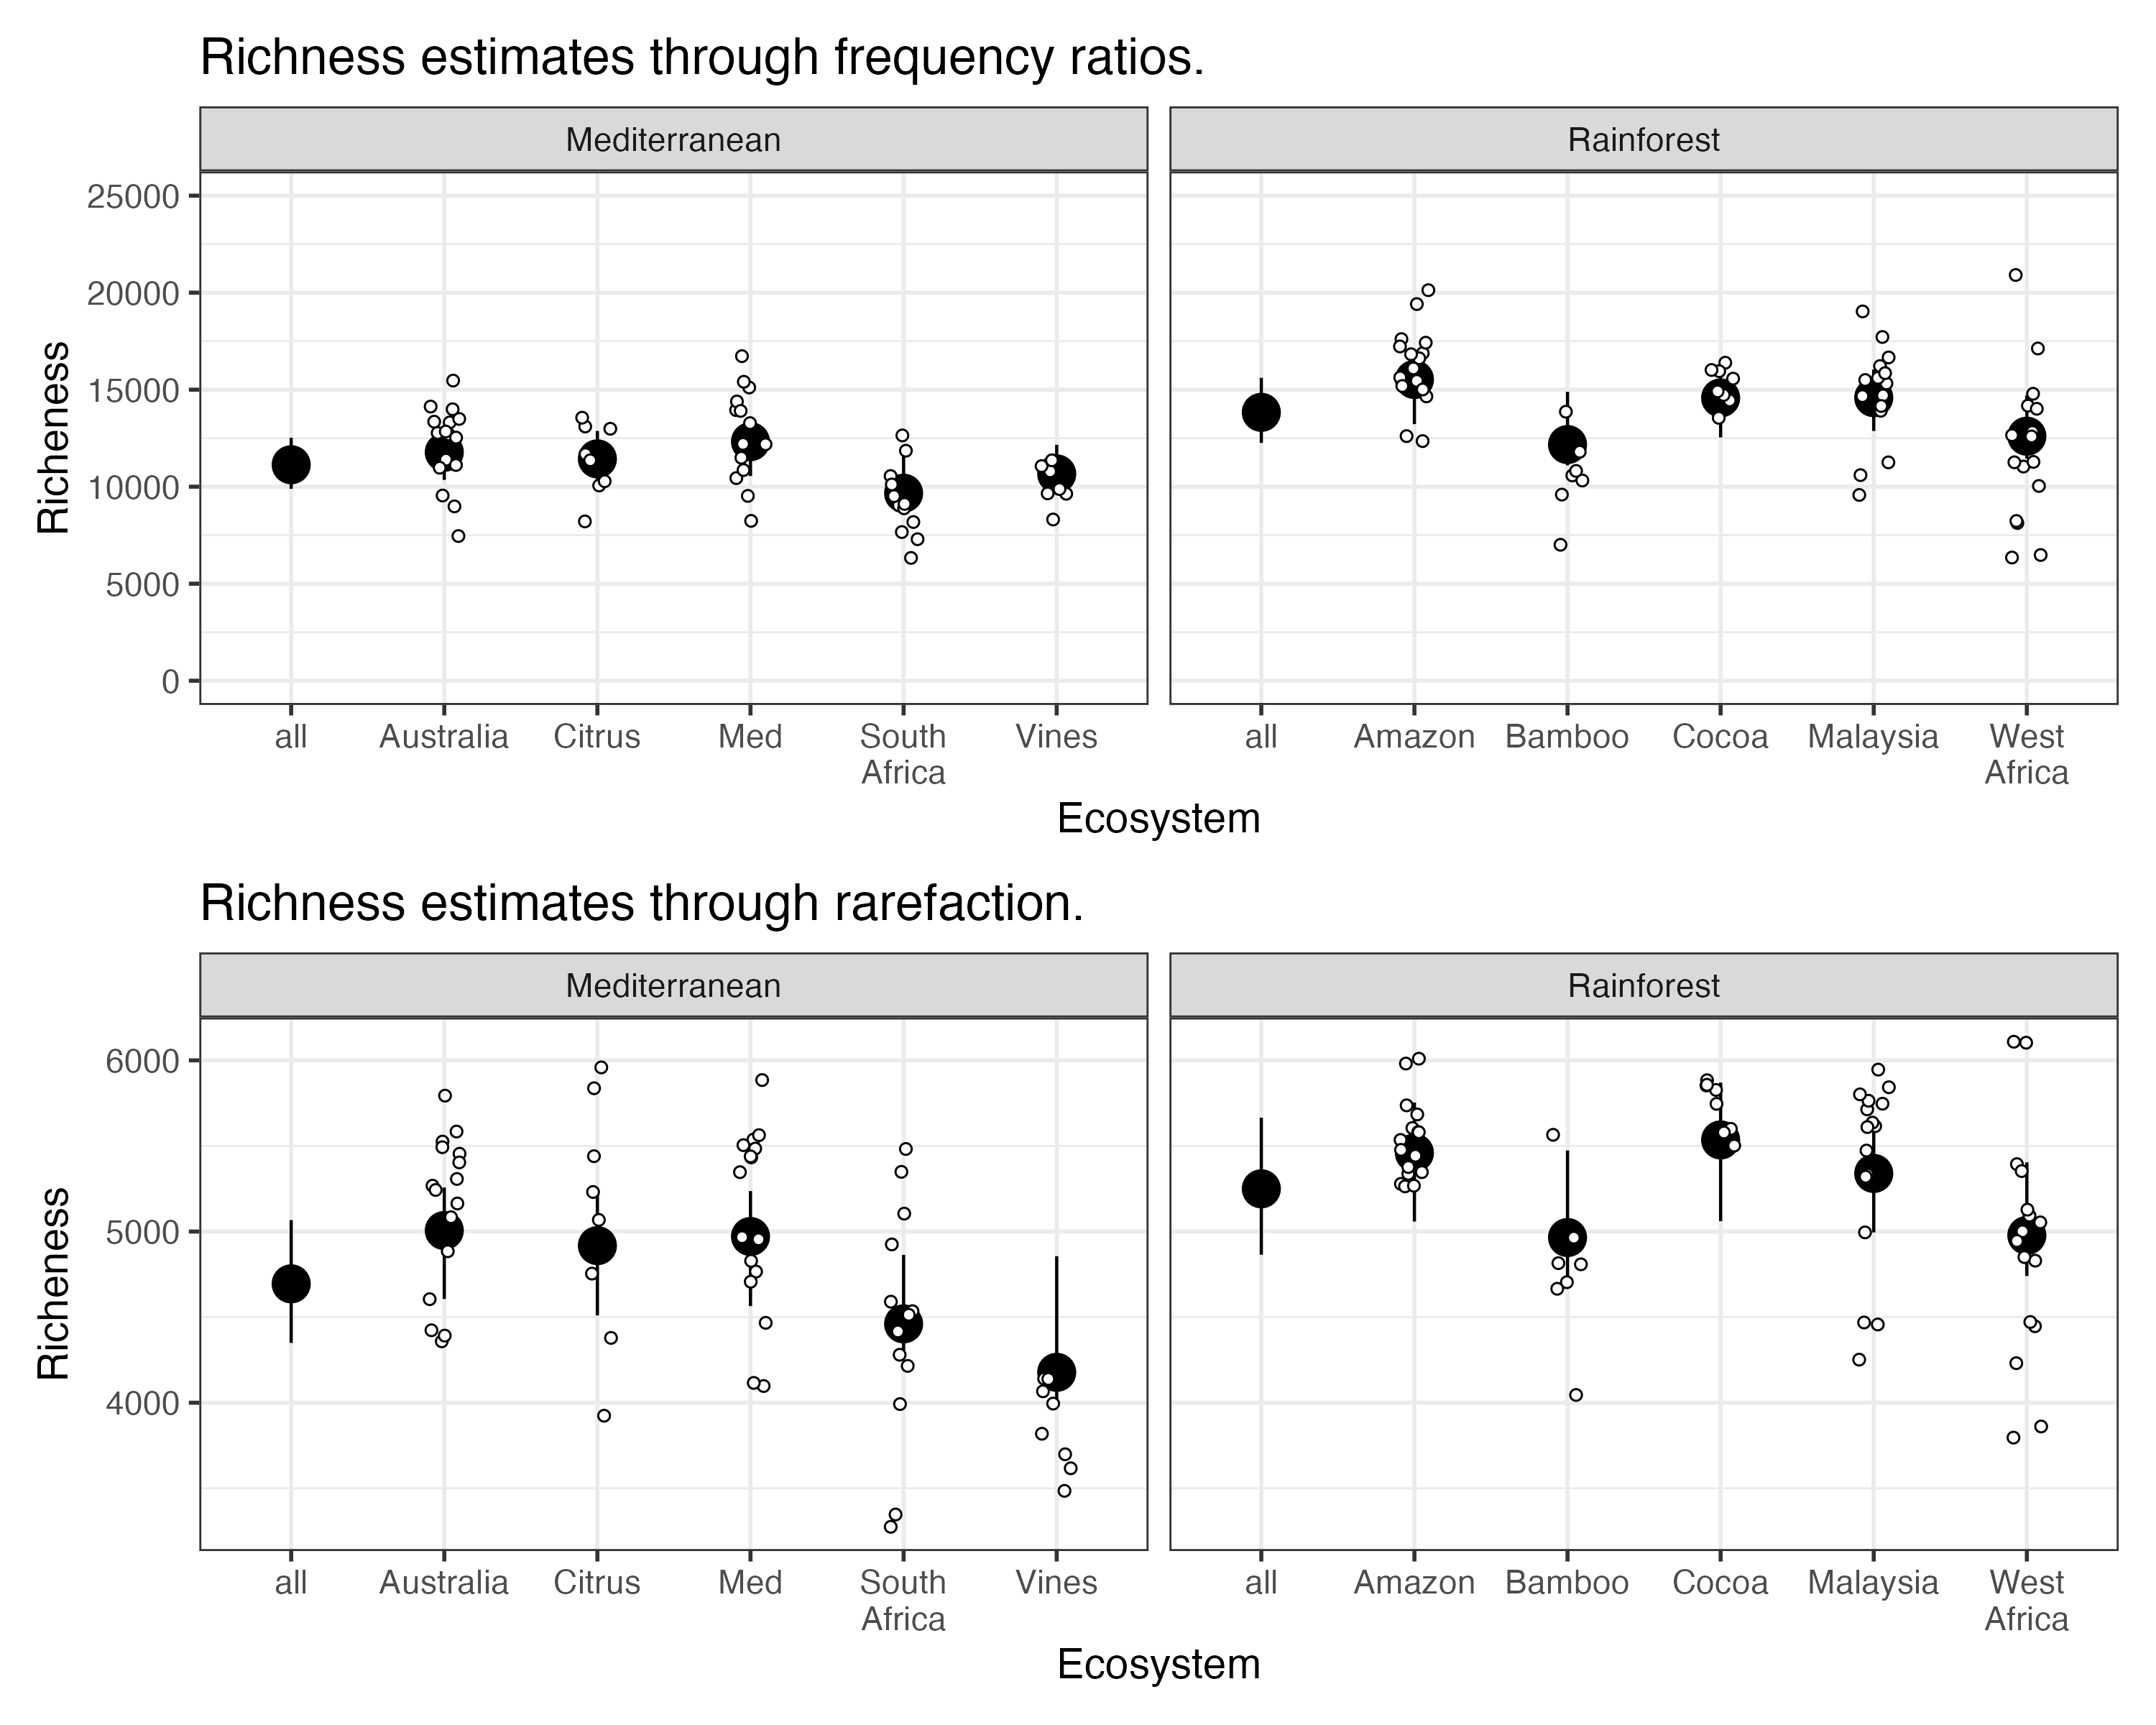 Richness estimates through frequency ratios.
Mediterranean
Rainforest
25000
20000
15000
10000
5000
0
Richeness
all Australia Citrus Med South Africa Vines
all Amazon Bamboo Cocoa Malaysia West Africa
Ecosystem
Richness estimates through rarefaction.
Mediterranean
Rainforest
6000
5000
4000
Richeness
all Australia Citrus Med South Africa Vines
all Amazon Bamboo Cocoa Malaysia West Africa
Ecosystem